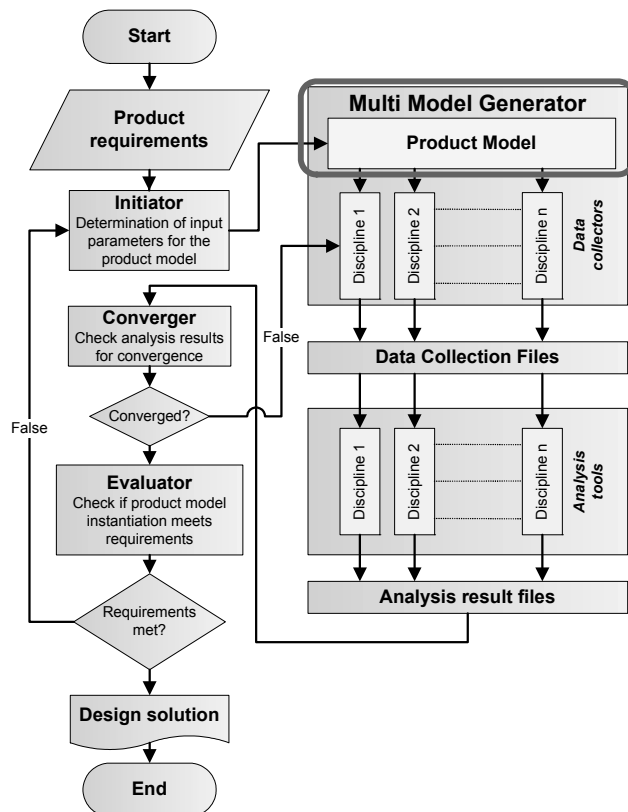 Start
Product
requirements
Initiator
Determination of input
parameters for the
product model
Converger
Check analysis results
for convergence
Converged?
False
False
Evaluator
Check if product model
instantiation meets
requirements
Requirements
met?
Design solution
End
Multi Model Generator
Product Model
Discipline 1
Discipline 2
Discipline n
Data
collectors
Data Collection Files
Discipline 1
Discipline 2
Discipline n
Analysis
tools
Analysis result files